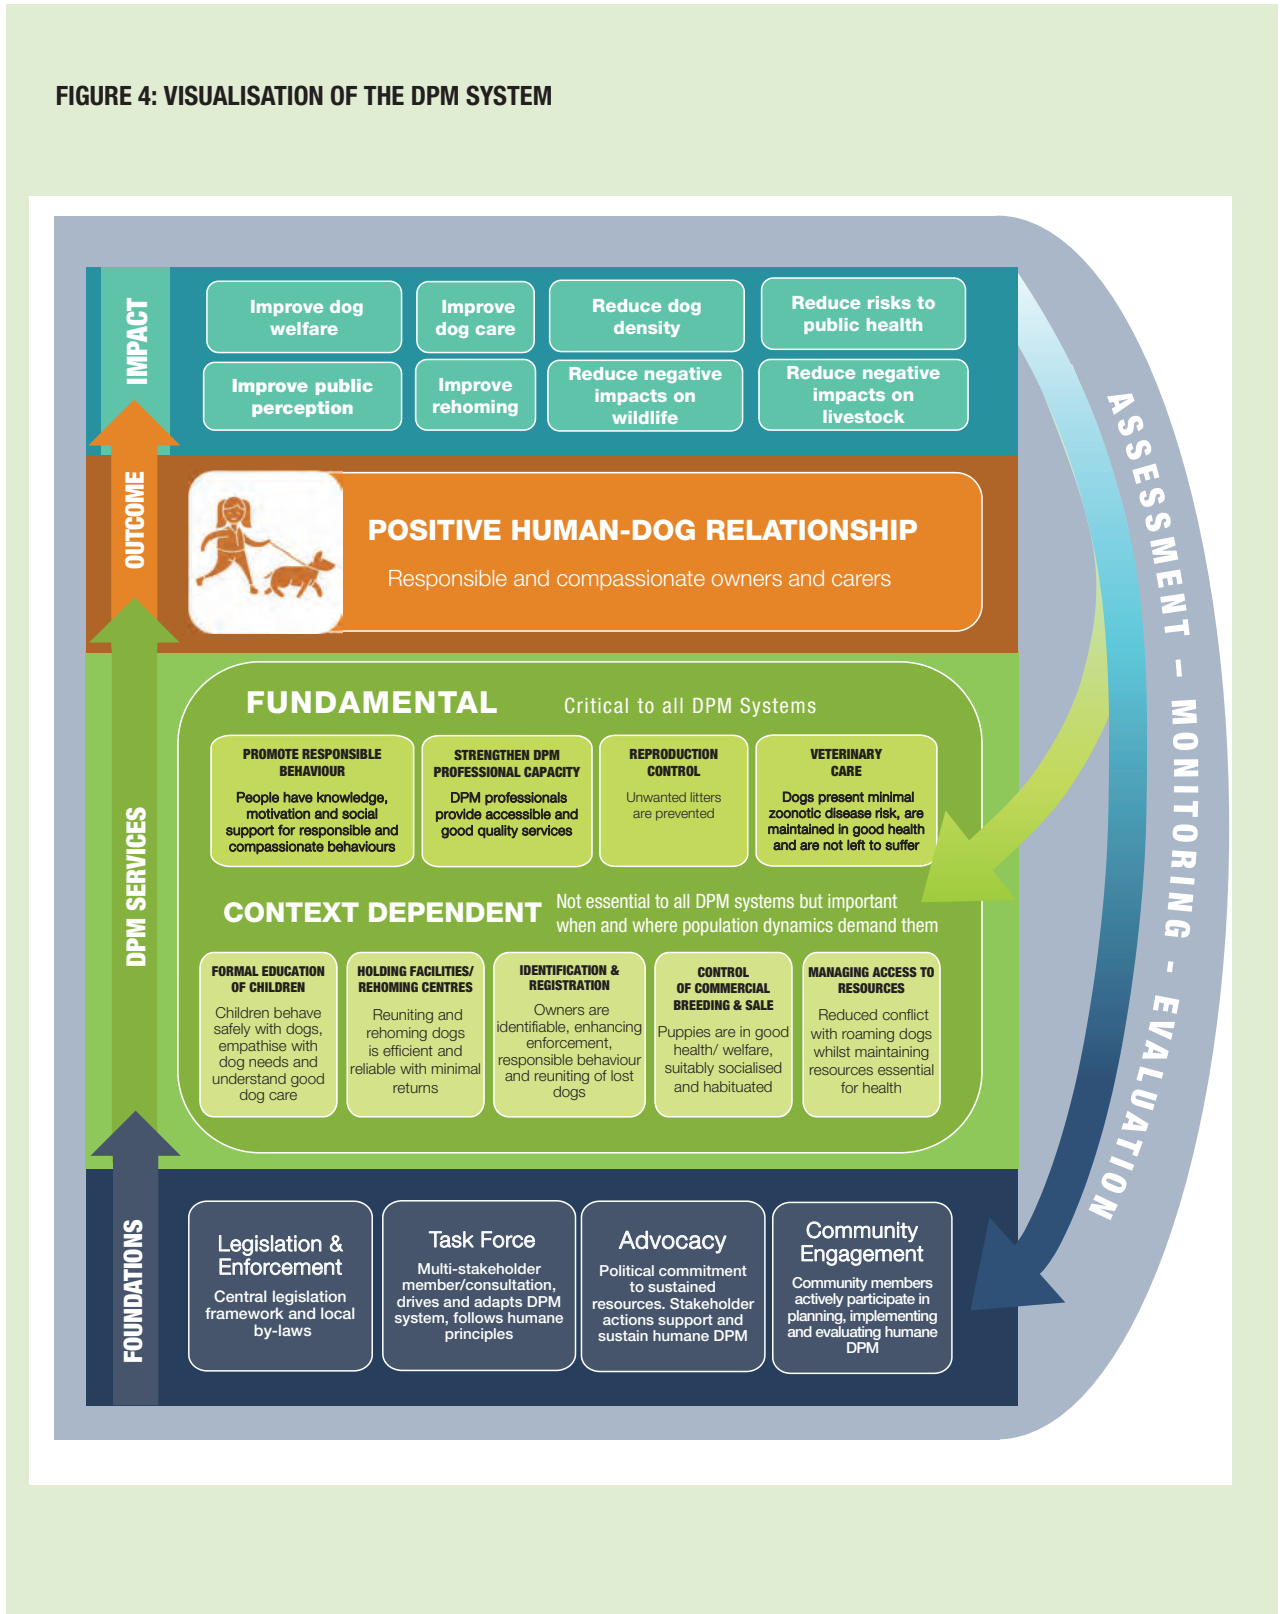 FIGURE 4: VISUALISATION OF THE DPM SYSTEM
IMPACT
Improve dog
welfare
Improve
dog care
Reduce dog
density
Reduce risks to
public health
Improve public
perception
Improve
rehoming
Reduce negative
impacts on
wildlife
Reduce negative
impacts on
livestock
OUTCOME
POSITIVE HUMAN-DOG RELATIONSHIP
Responsible and compassionate owners and carers
DPM SERVICES
FUNDAMENTAL
Critical to all DPM Systems
PROMOTE RESPONSIBLE
BEHAVIOUR
People have knowledge,
motivation and social
support for responsible and
compassionate behaviours
STRENGTHEN DPM
PROFESSIONAL CAPACITY
DPM professionals
provide accessible and
good quality services
REPRODUCTION
CONTROL
Unwanted litters
are prevented
VETERINARY
CARE
Dogs present minimal
zoonotic disease risk, are
maintained in good health
and are not left to suffer
CONTEXT DEPENDENT
Not essential to all DPM systems but important
when and where population dynamics demand them
FORMAL EDUCATION
OF CHILDREN
Children behave
safely with dogs,
empathise with
dog needs and
understand good
dog care
HOLDING FACILITIES/
REHOMING CENTRES
Reuniting and
rehoming dogs
is efficient and
reliable with minimal
returns
IDENTIFICATION &
REGISTRATION
Owners are
identifiable, enhancing
enforcement,
responsible behaviour
and reuniting of lost
dogs
CONTROL
OF COMMERCIAL
BREEDING & SALE
Puppies are in good
health/ welfare,
suitably socialised
and habituated
MANAGING ACCESS TO
RESOURCES
Reduced conflict
with roaming dogs
whilst maintaining
resources essential
for health
FOUNDATIONS
Legislation &
Enforcement
Central legislation
framework and local
by-laws
Task Force
Multi-stakeholder
member/consultation,
drives and adapts DPM
system, follows humane
principles
Advocacy
Political commitment
to sustained
resources. Stakeholder
actions support and
sustain humane DPM
Community
Engagement
Community members
actively participate in
planning, implementing
and evaluating humane
DPM
ASSESSMENT – MONITORING - EVALUATION